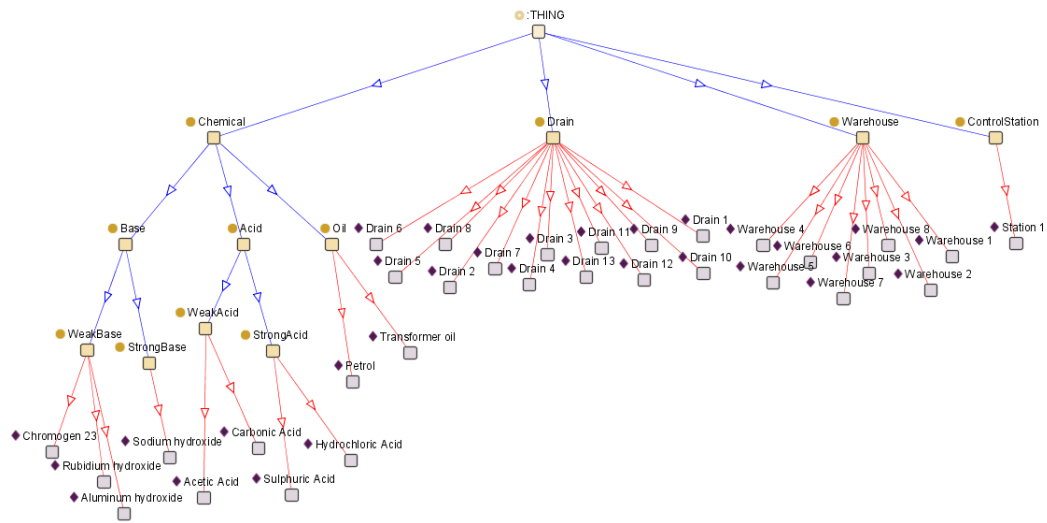 :THING
Chemical
Drain
Warehouse
ControlStation
Base
Acid
Oil
Drain 6
Drain 8
Drain 3
Drain 11
Drain 9
Drain 1
Warehouse 4
Warehouse 8
Station 1
Drain 5
Drain 2
Drain 7
Drain 4
Drain 13
Drain 12
Drain 10
Warehouse 6
Warehouse 1
Warehouse 5
Warehouse 3
Warehouse 7
Warehouse 2
WeakBase
StrongBase
WeakAcid
StrongAcid
Transformer oil
Petrol
Chromogen 23
Sodium hydroxide
Carbonic Acid
Hydrochloric Acid
Rubidium hydroxide
Acetic Acid
Sulphuric Acid
Aluminum hydroxide